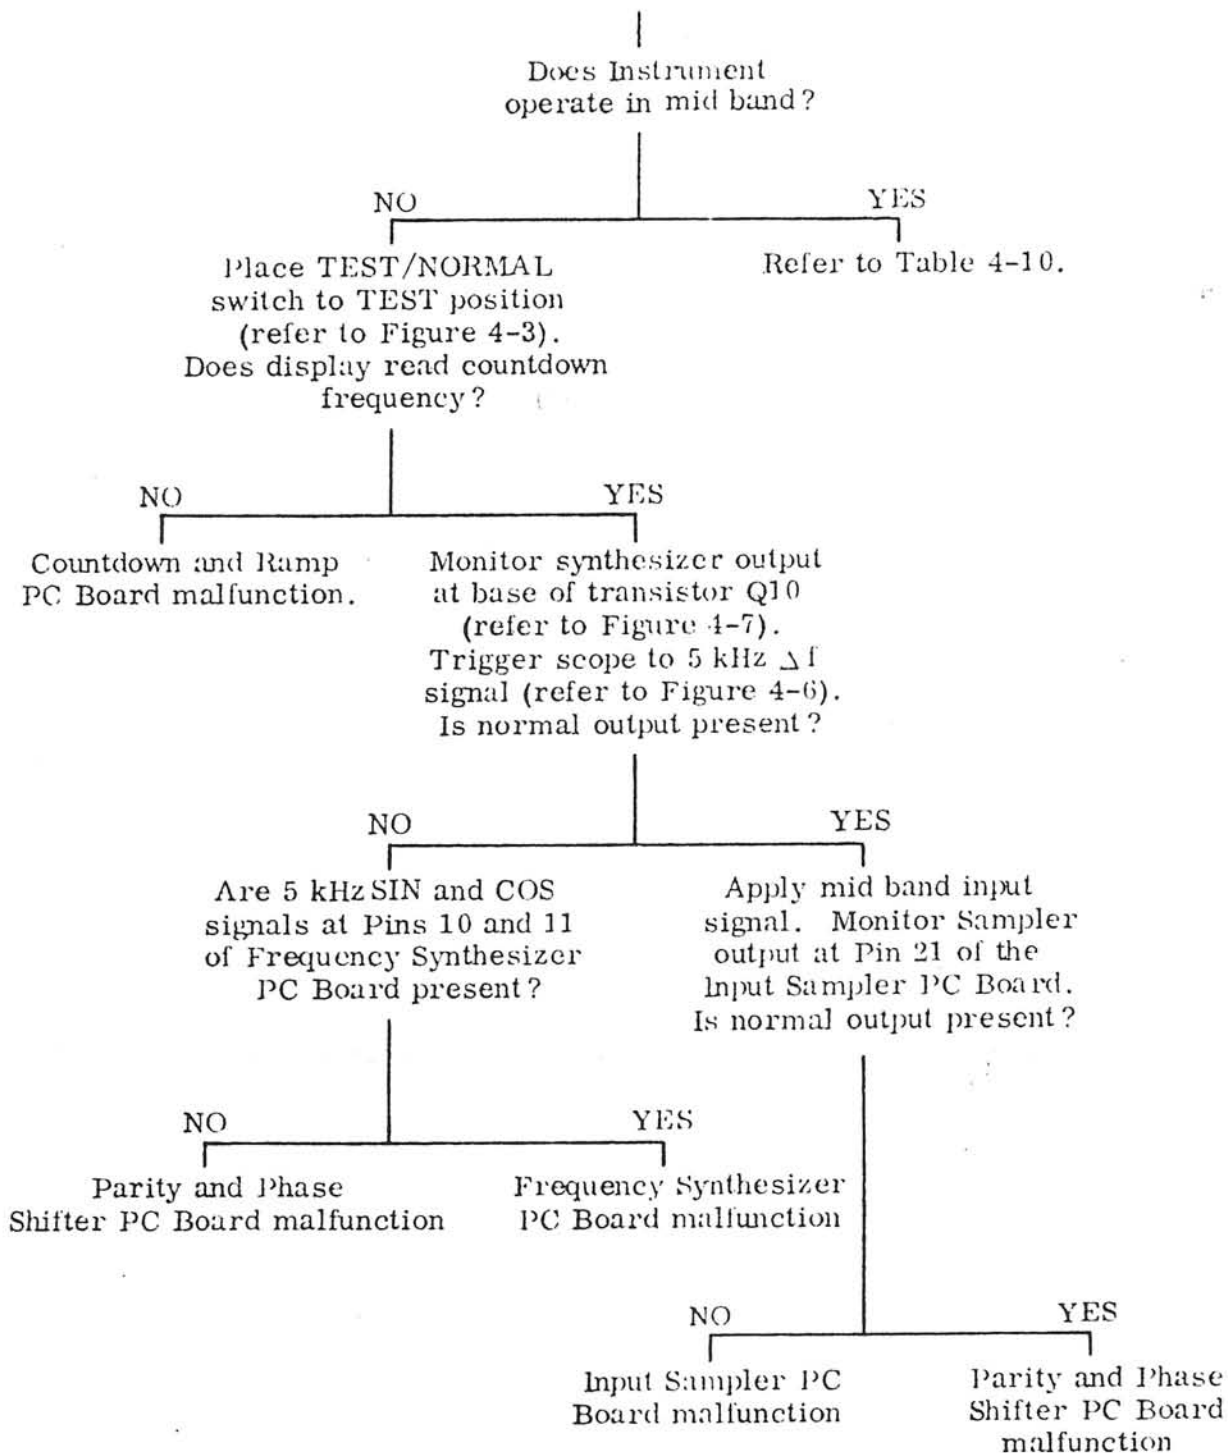 Does Instrument
operate in mid band?
NO
YES
Place TEST/NORMAL
switch to TEST position
(refer to Figure 4-3).
Does display read countdown
frequency?
Refer to Table 4-10.
NO
YES
Countdown and Ramp
PC Board malfunction.
Monitor synthesizer output
at base of transistor Q10
(refer to Figure 4-7).
Trigger scope to 5 kHz Δf
signal (refer to Figure 4-6).
Is normal output present?
NO
YES
Are 5 kHz SIN and COS
signals at Pins 10 and 11
of Frequency Synthesizer
PC Board present?
Apply mid band input
signal. Monitor Sampler
output at Pin 21 of the
Input Sampler PC Board.
Is normal output present?
NO
YES
Parity and Phase
Shifter PC Board malfunction
Frequency Synthesizer
PC Board malfunction
NO
YES
Input Sampler PC
Board malfunction
Parity and Phase
Shifter PC Board
malfunction